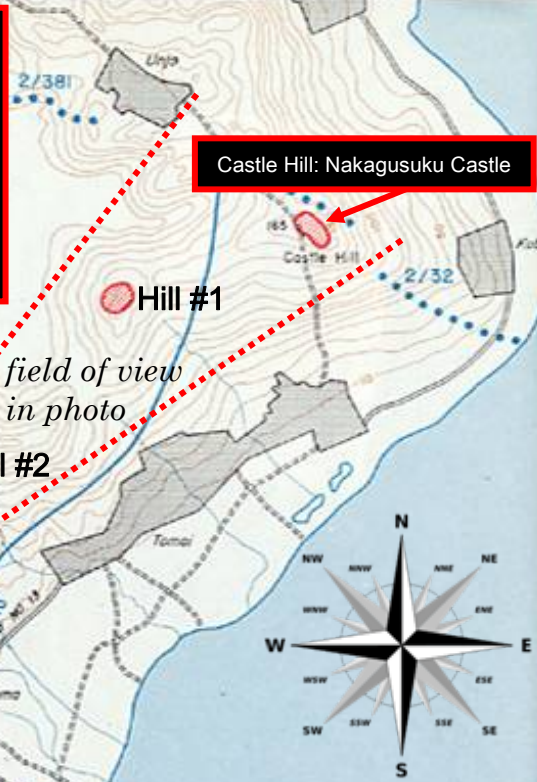 Unjo
2/381
Castle Hill: Nakagusuku Castle
165
Castle Hill
2/32
Hill #1
field of view
in photo
#2
Tomai
N
NNW
NNE
NW
NE
WNW
ENE
W
E
WSW
ESE
SW
SE
SSW
SSE
S